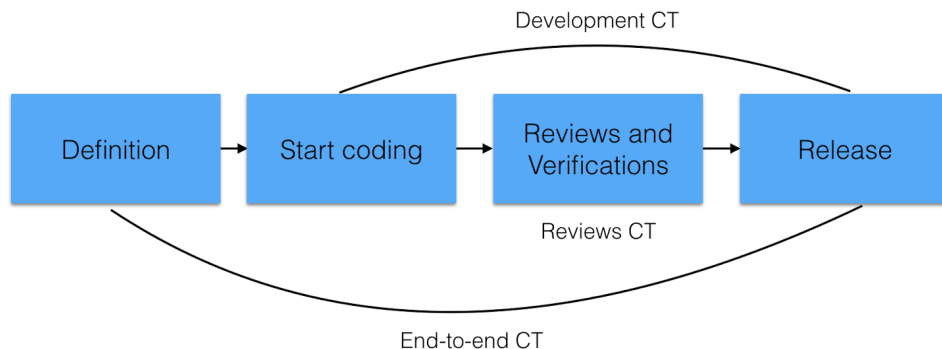 Development CT
Definition
Start coding
Reviews and
Verifications
Release
Reviews CT
End-to-end CT